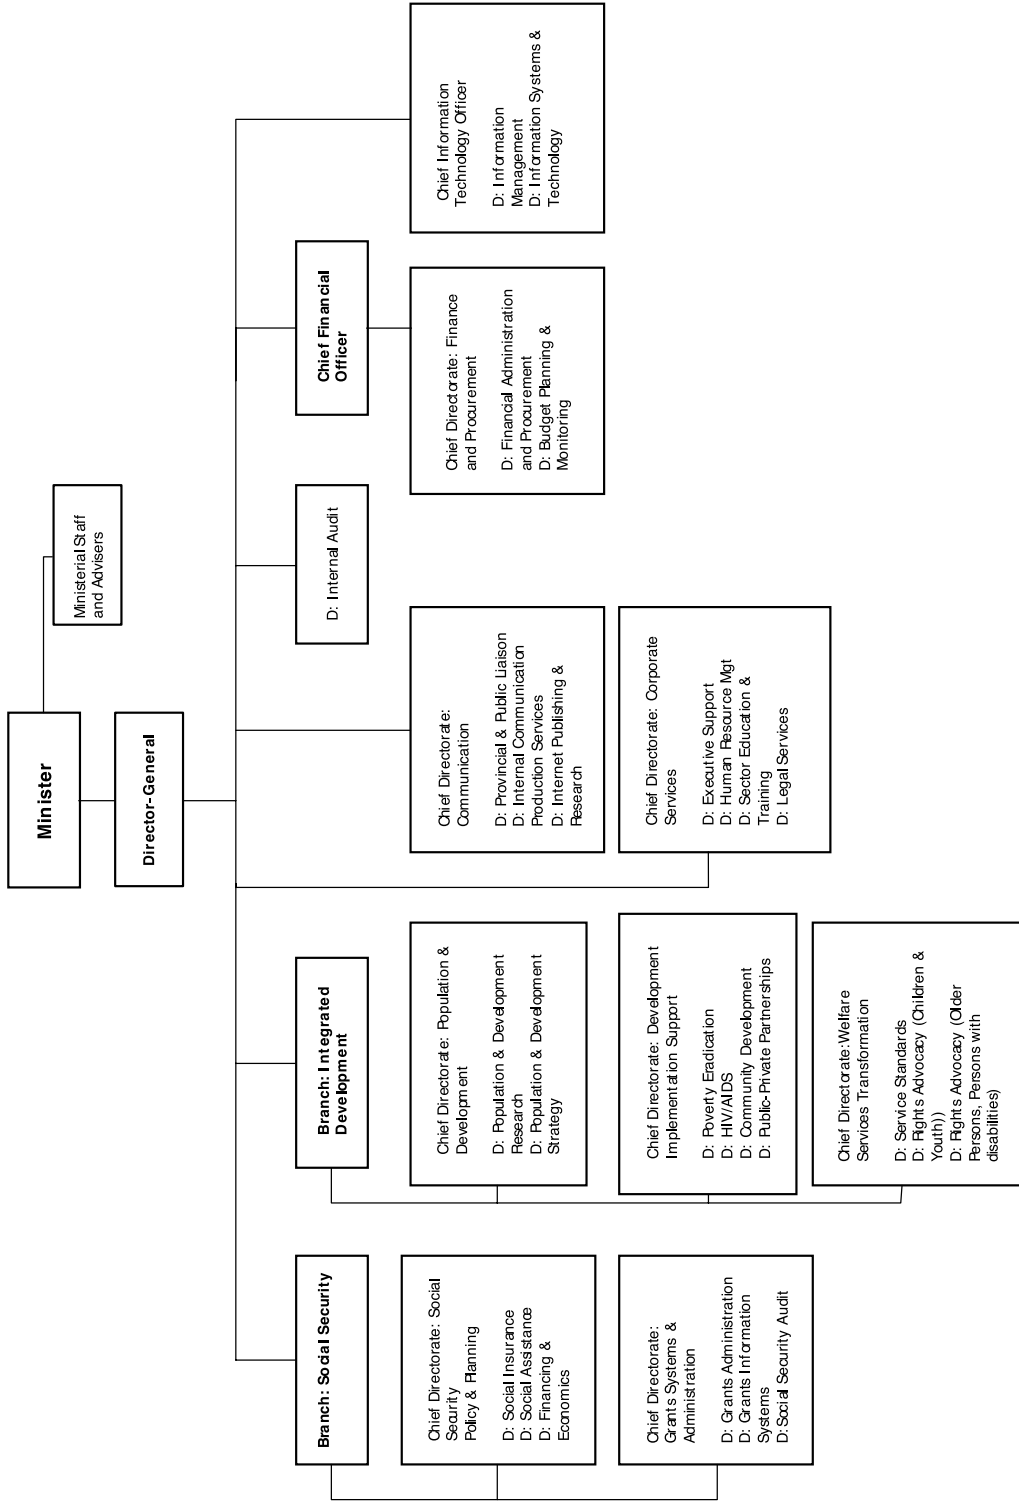 Minister
Ministerial Staff
and Advisers
Director-General
Branch: Social Security
Branch: Integrated
Development
D: Internal Audit
Chief Financial
Officer
Chief Directorate: Social
Security
Policy & Planning
D: Social Insurance
D: Social Assistance
D: Financing &
Economics
Chief Directorate: Population &
Development
D: Population & Development
Research
D: Population & Development
Strategy
Chief Directorate:
Communication
D: Provincial & Public Liaison
D: Internal Communication
Production Services
D: Internet Publishing &
Research
Chief Directorate: Finance
and Procurement
D: Financial Administration
and Procurement
D: Budget Planning &
Monitoring
Chief Information
Technology Officer
D: Information
Management
D: Information Systems &
Technology
Chief Directorate:
Grants Systems &
Administration
D: Grants Administration
D: Grants Information
Systems
D:Social Security Audit
Chief Directorate: Development
Implementation Support
D: Poverty Eradication
D: HIV/AIDS
D: Community Development
D: Public-Private Partnerships
Chief Directorate: Corporate
Services
D: Executive Support
D: Human Resource Mgt
D: Sector Education &
Training
D: Legal Services
Chief Directorate:Welfare
Services Transformation
D: Service Standards
D: Rights Advocacy (Children &
Youth))
D: Rights Advocacy (Older
Persons, Persons with
disabilities)